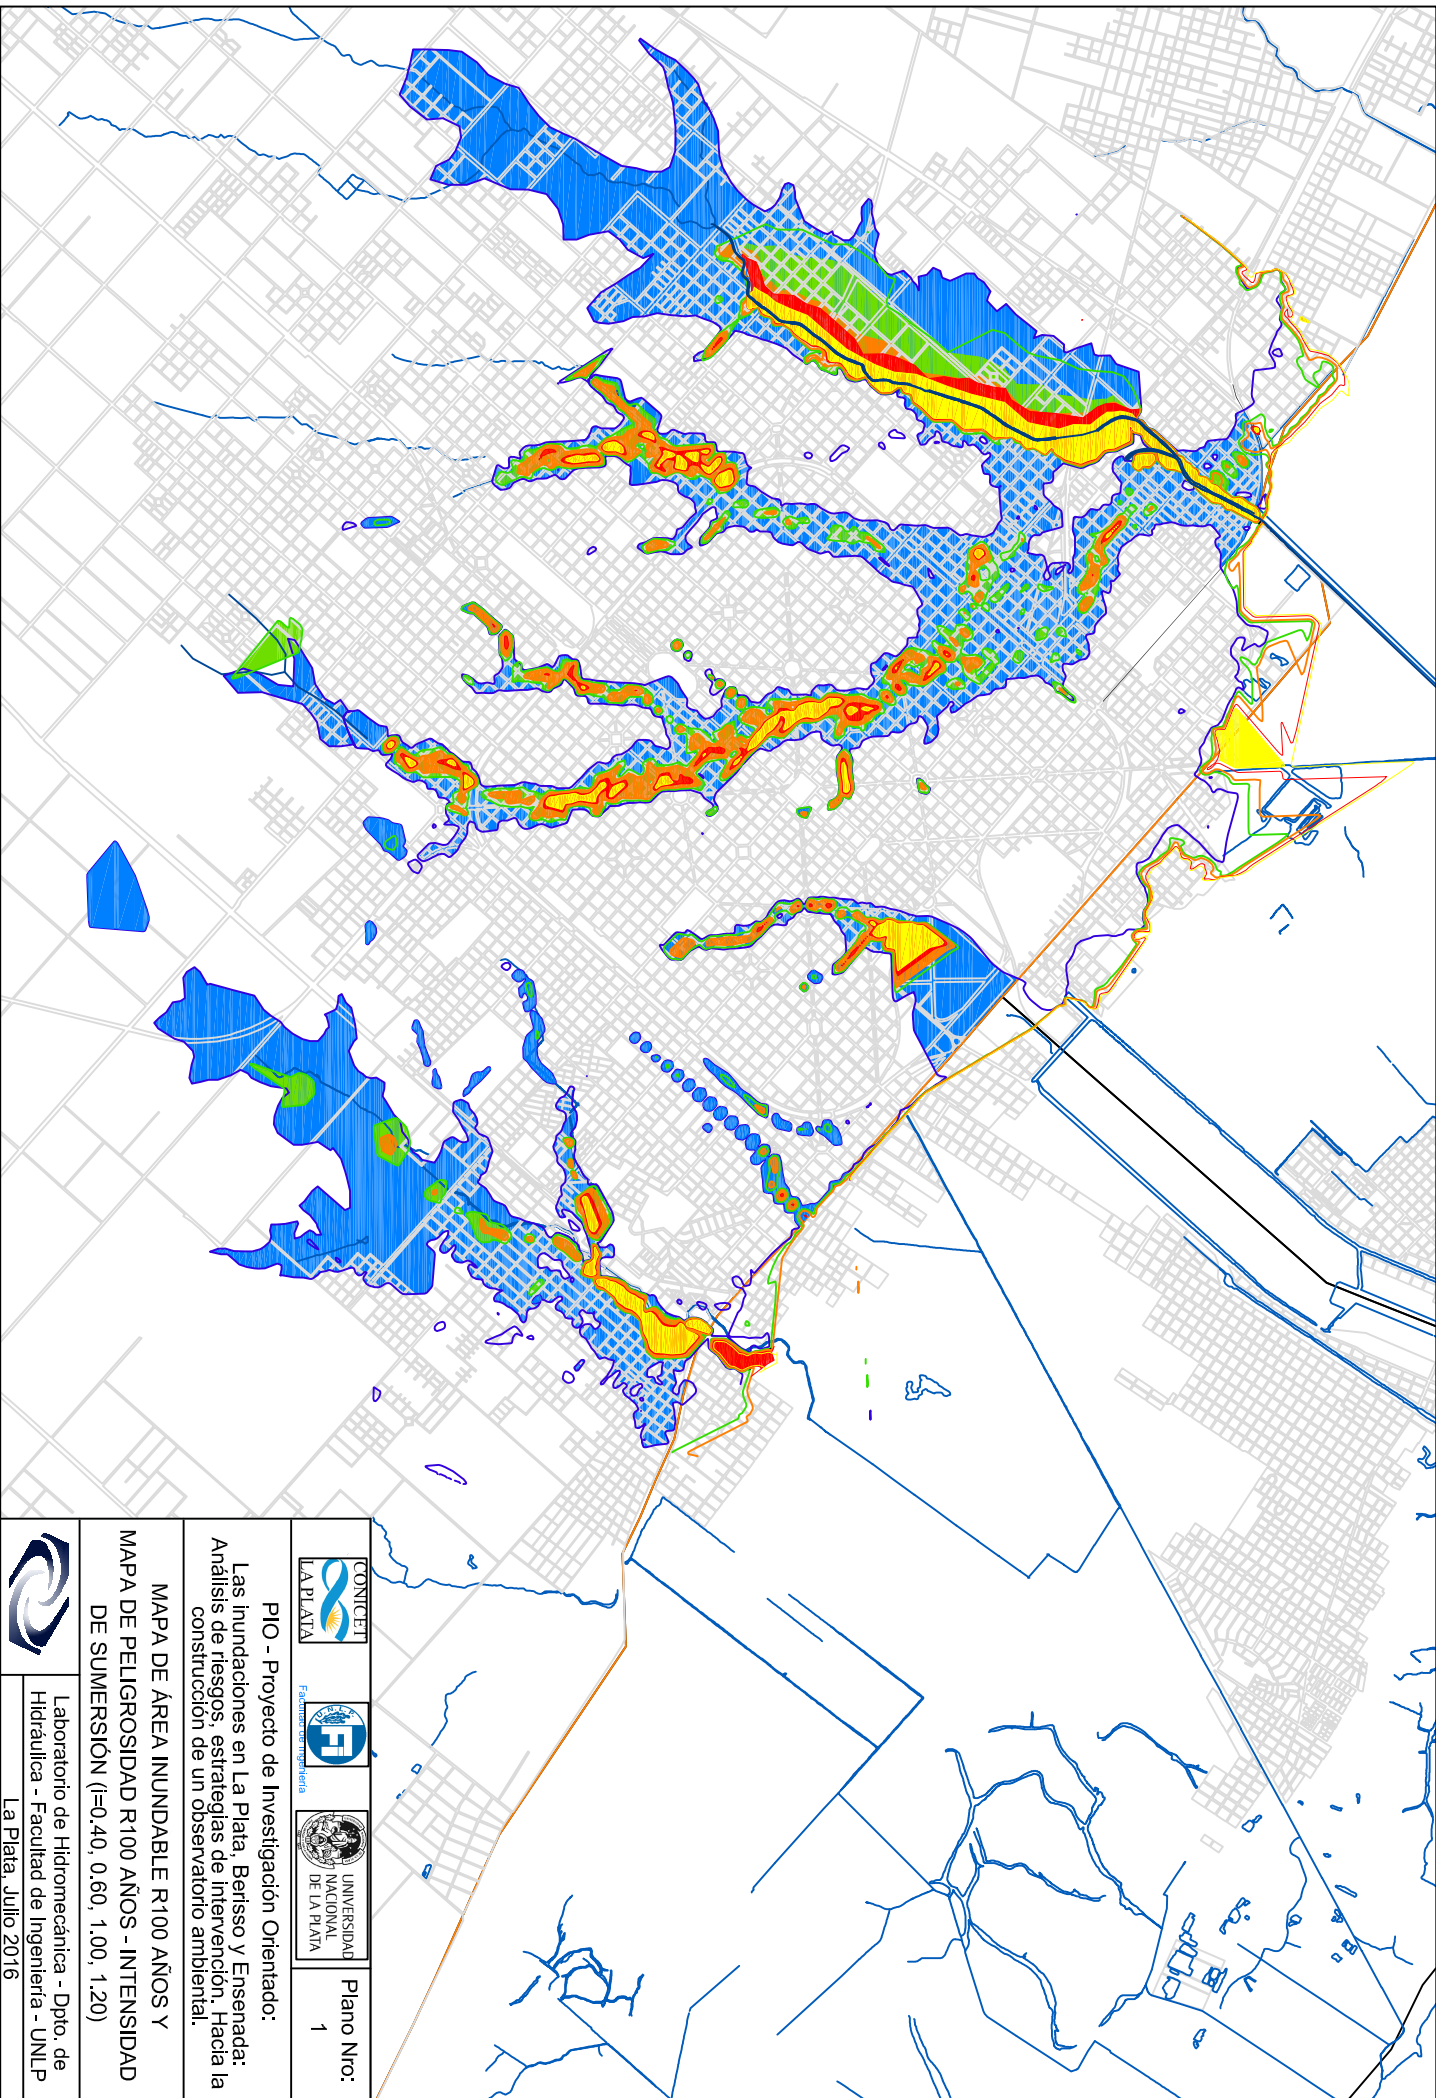 CONICET
LA PLATA
U.N.L.P.
Facultad de Ingeniería
UNIVERSIDAD
NACIONAL
DE LA PLATA
Plano Nro:
1
PIO - Proyecto de Investigación Orientado:
Las inundaciones en La Plata, Berisso y Ensenada:
Análisis de riesgos, estrategias de intervención. Hacia la
construcción de un observatorio ambiental.
MAPA DE ÁREA INUNDABLE R100 AÑOS Y
MAPA DE PELIGROSIDAD R100 AÑOS - INTENSIDAD
DE SUMERSIÓN (i=0.40, 0.60, 1.00, 1.20)
Laboratorio de Hidromecánica - Dpto. de
Hidráulica - Facultad de Ingeniería - UNLP
La Plata, Julio 2016